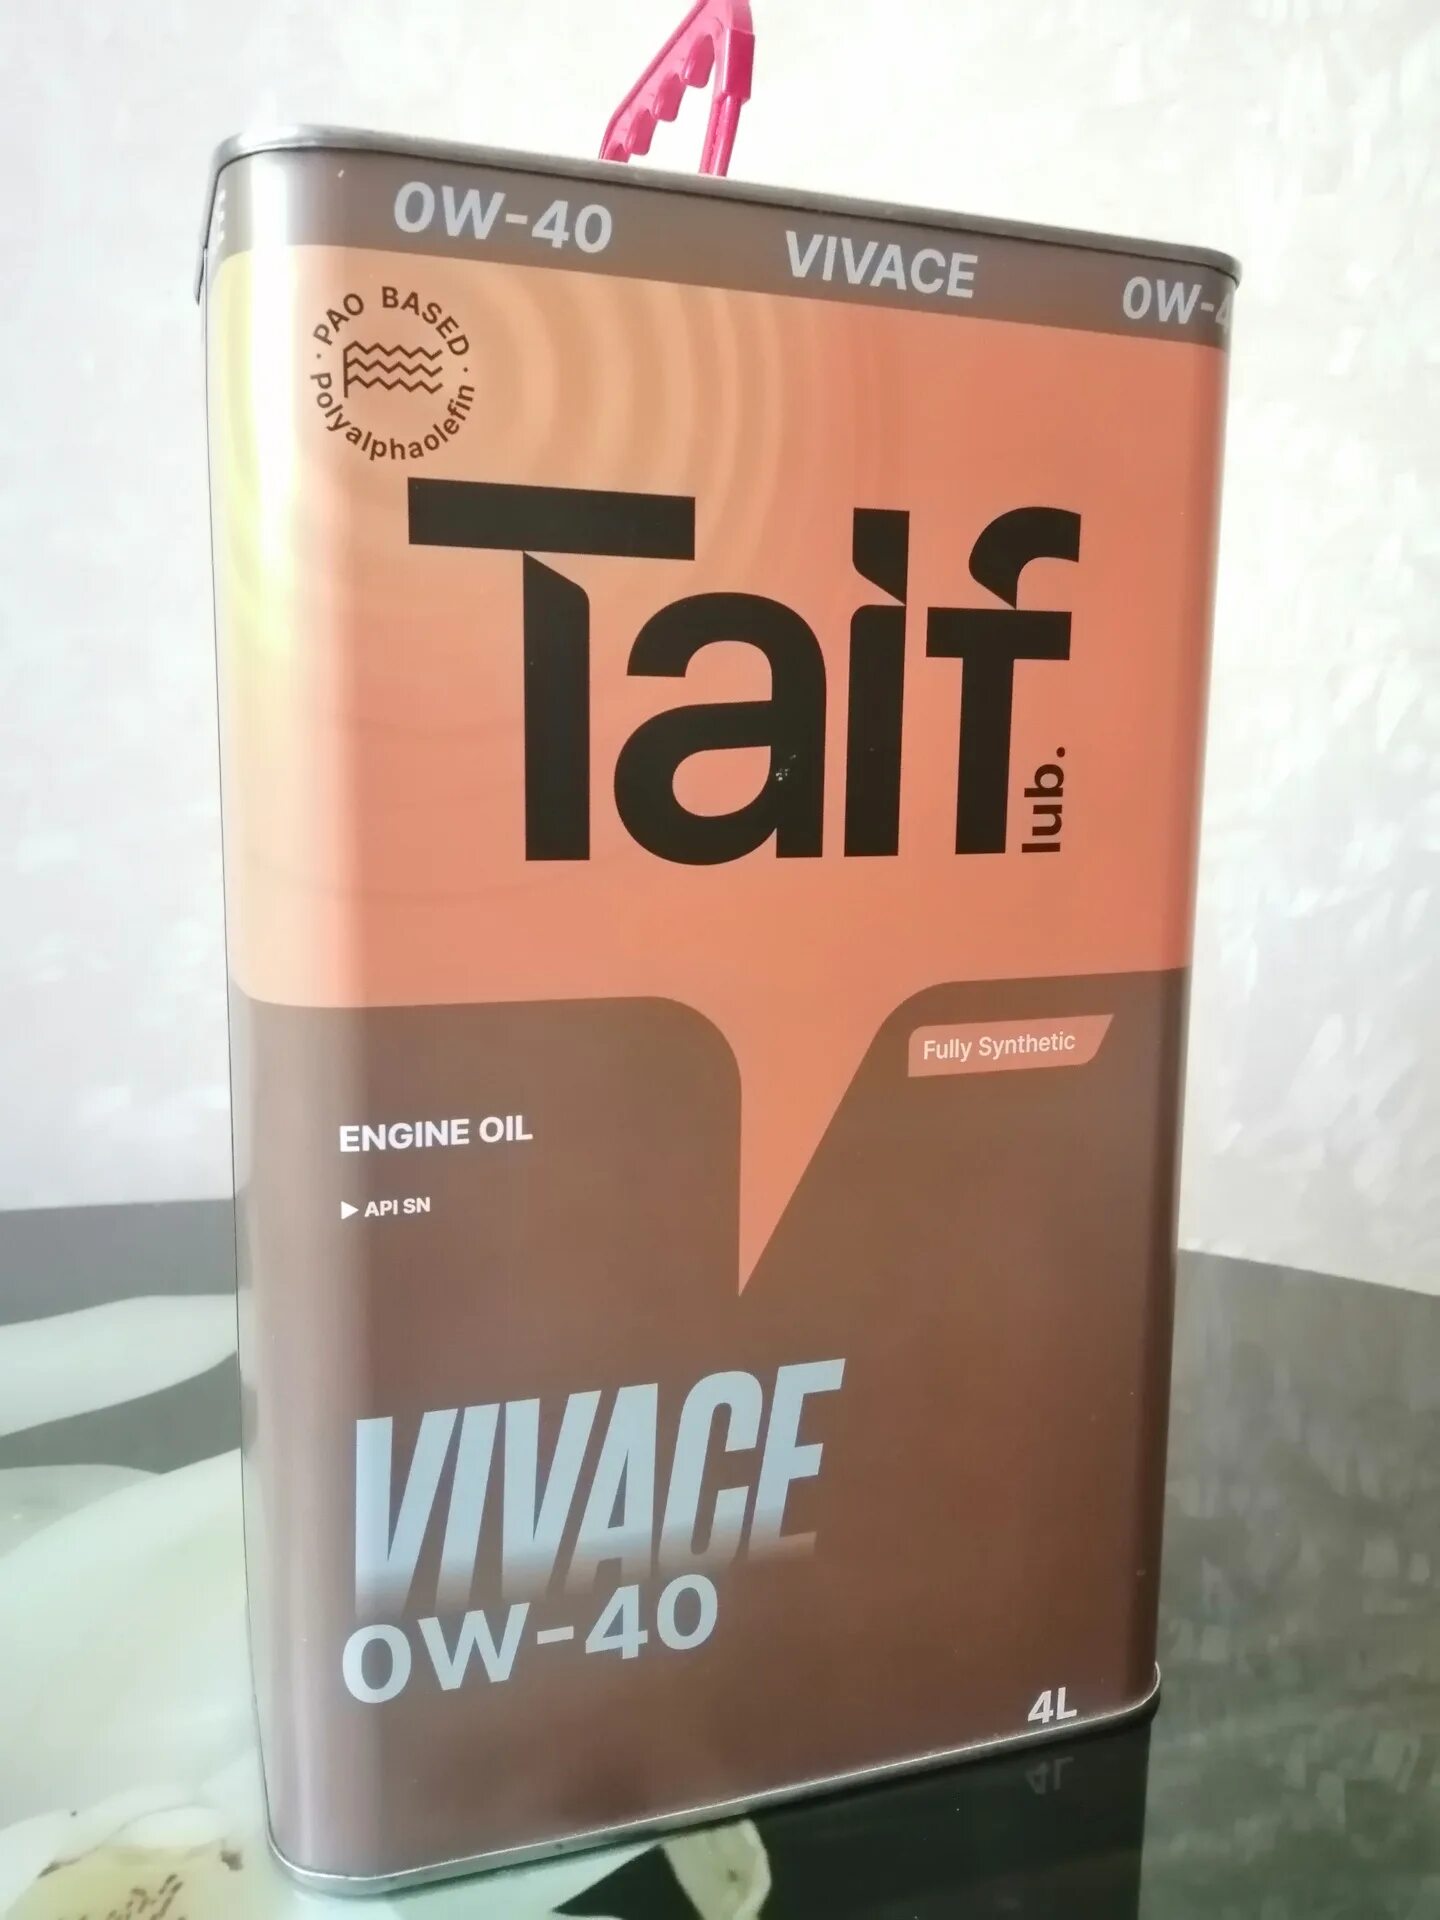 0W-40 VIVACE 0W-4
PAO BASED
Polyalphaolefin
Taif
lub.
Fully Synthetic
ENGINE OIL
API SN
VIVACE
0W-40
4L